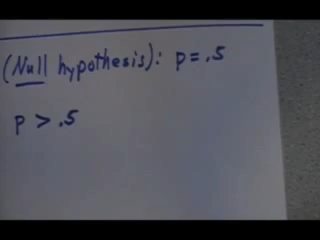 (Null hypothesis): p = .5
p > .5